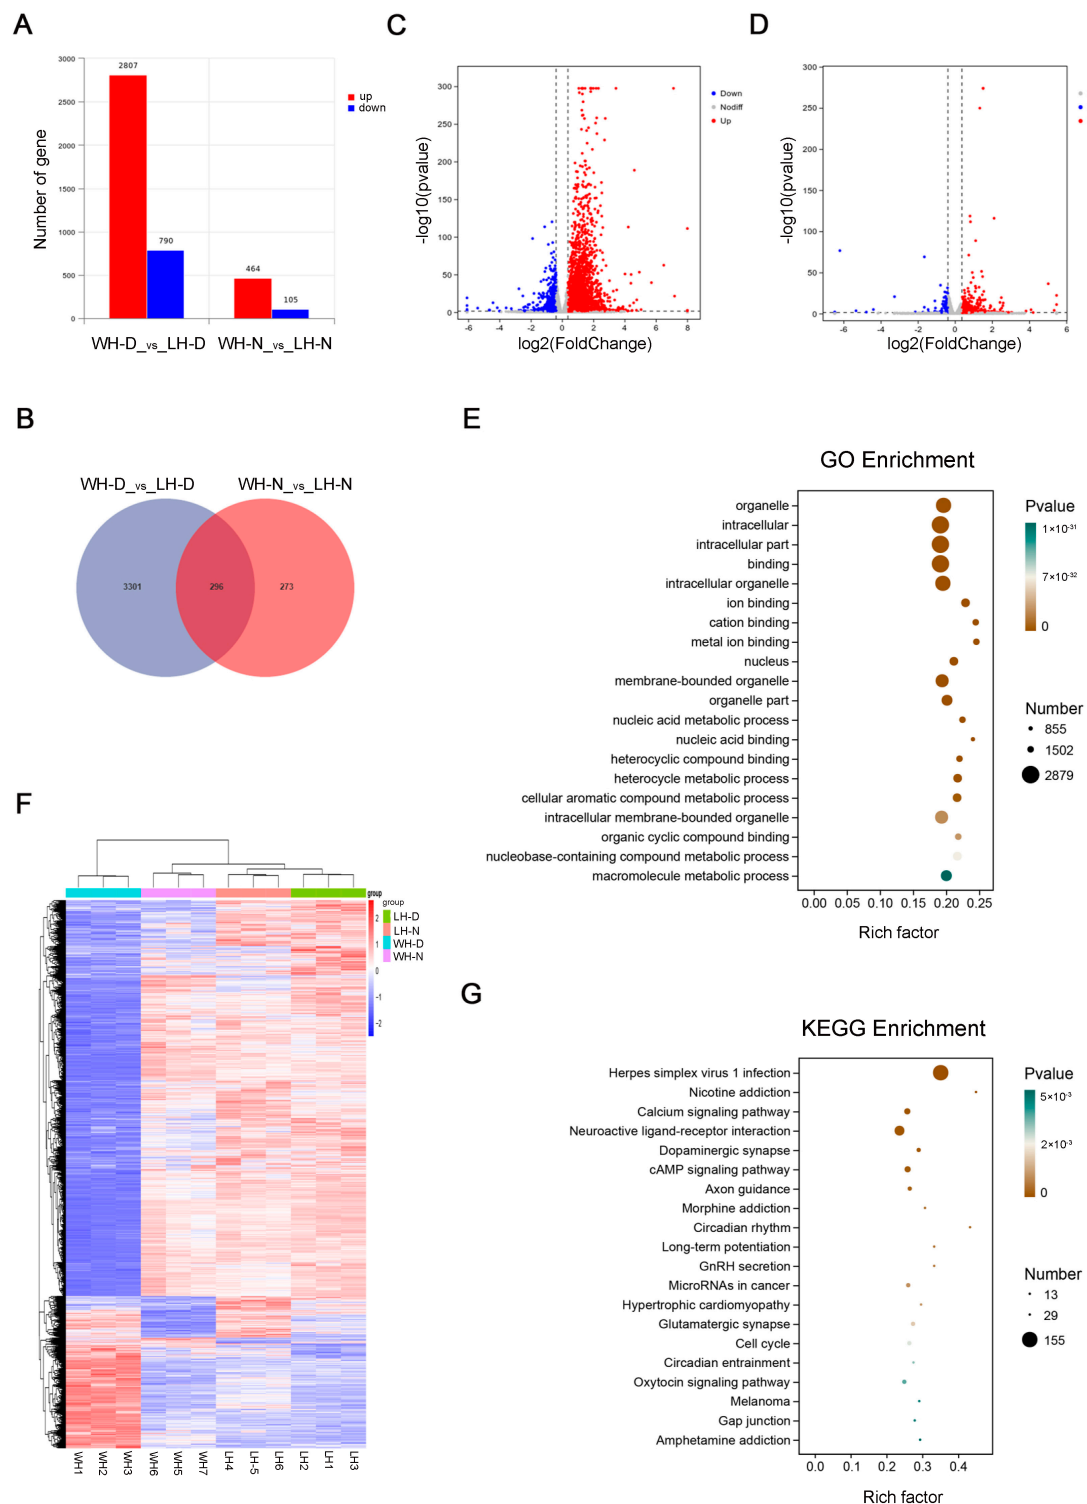 A
3000
2500
2000
1500
1000
500
0
Number of gene
2807
790
464
105
up
down
WH-D_vs_LH-D
WH-N_vs_LH-N
C
300
250
200
150
100
50
0
-log10(pvalue)
-6
-4
-2
0
2
4
6
8
log2(FoldChange)
Down
Nodiff
Up
D
300
250
200
150
100
50
0
-log10(pvalue)
-6
-4
-2
0
2
4
6
log2(FoldChange)
B
WH-D_vs_LH-D
WH-N_vs_LH-N
3301
296
273
E
GO Enrichment
organelle
intracellular
intracellular part
binding
intracellular organelle
ion binding
cation binding
metal ion binding
nucleus
membrane-bounded organelle
organelle part
nucleic acid metabolic process
nucleic acid binding
heterocyclic compound binding
heterocycle metabolic process
cellular aromatic compound metabolic process
intracellular membrane-bounded organelle
organic cyclic compound binding
nucleobase-containing compound metabolic process
macromolecule metabolic process
0.00
0.05
0.10
0.15
0.20
0.25
Rich factor
Pvalue
1×10⁻³¹
7×10⁻³²
0
Number
855
1502
2879
F
group
2
1
0
-1
-2
group
LH-D
LH-N
WH-D
WH-N
WH1
WH2
WH3
WH6
WH5
WH7
LH4
LH-5
LH6
LH2
LH1
LH3
G
KEGG Enrichment
Herpes simplex virus 1 infection
Nicotine addiction
Calcium signaling pathway
Neuroactive ligand-receptor interaction
Dopaminergic synapse
cAMP signaling pathway
Axon guidance
Morphine addiction
Circadian rhythm
Long-term potentiation
GnRH secretion
MicroRNAs in cancer
Hypertrophic cardiomyopathy
Glutamatergic synapse
Cell cycle
Circadian entrainment
Oxytocin signaling pathway
Melanoma
Gap junction
Amphetamine addiction
0.0
0.1
0.2
0.3
0.4
Rich factor
Pvalue
5×10⁻³
2×10⁻³
0
Number
13
29
155